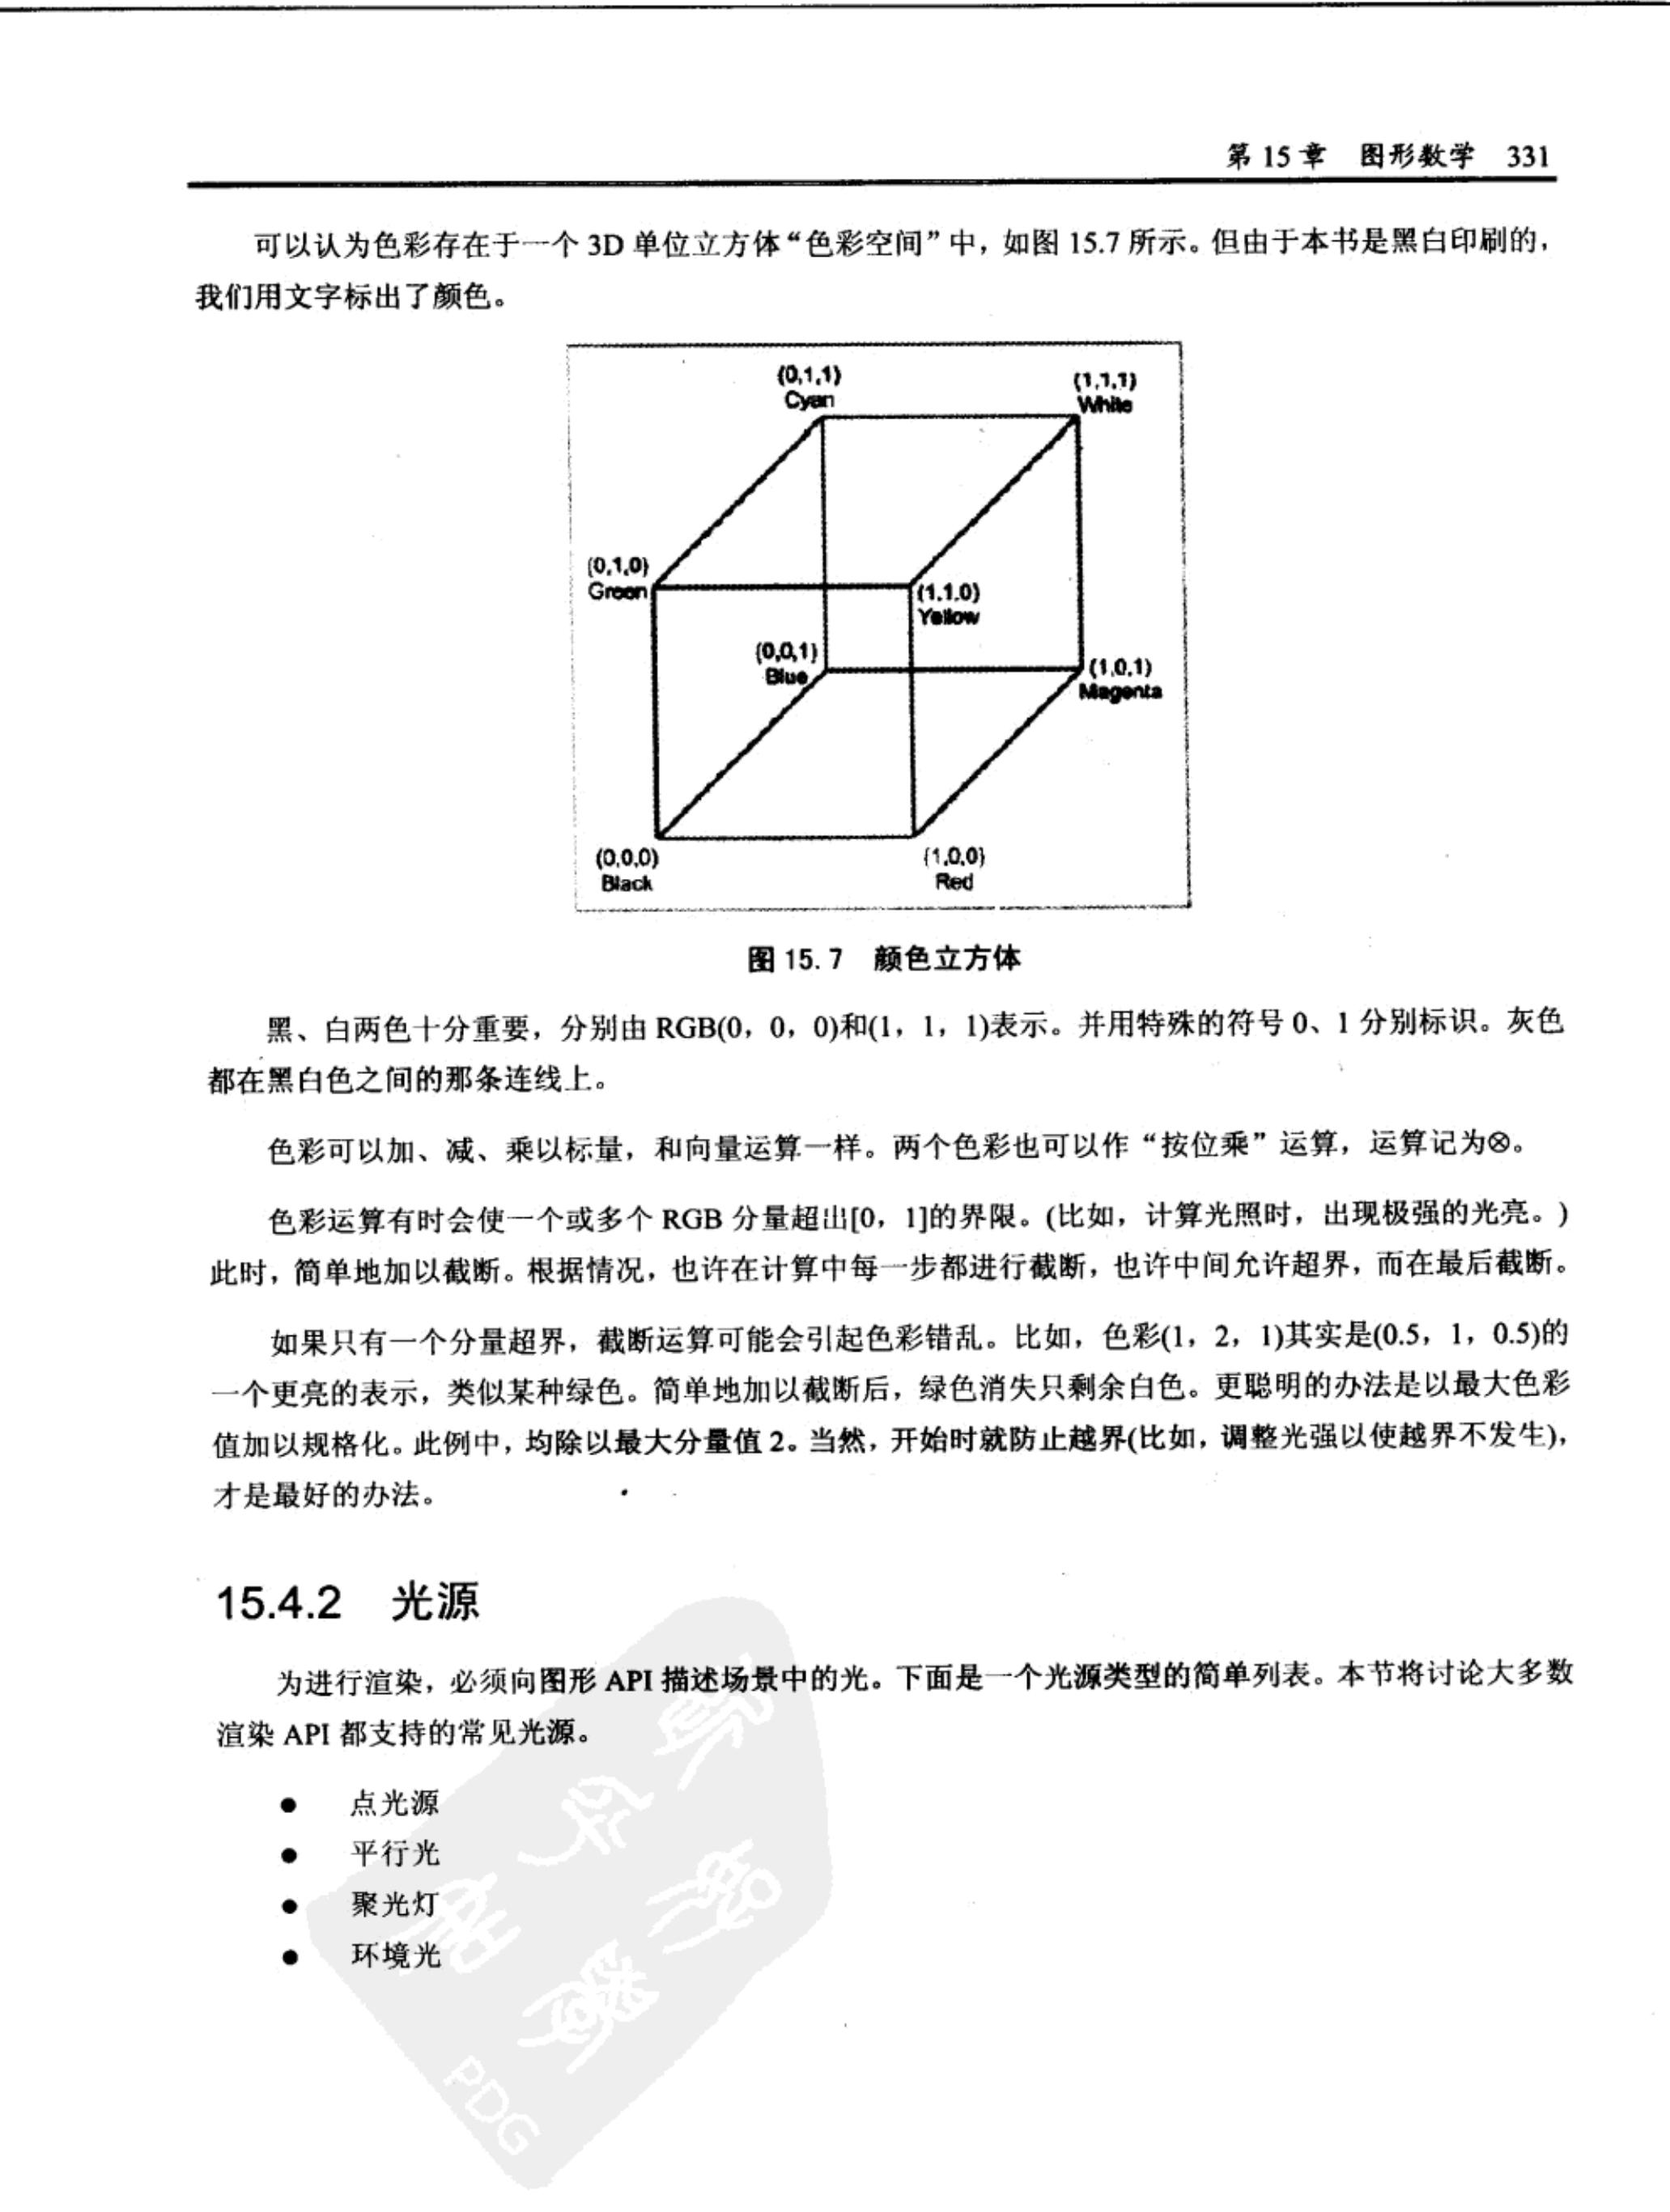 第 15 章　图形数学　331
可以认为色彩存在于一个 3D 单位立方体“色彩空间”中，如图 15.7 所示。但由于本书是黑白印刷的，
我们用文字标出了颜色。
(0,1,1)
Cyan
(1,1,1)
White
(0,1,0)
Green
(1,1,0)
Yellow
(0,0,1)
Blue
(1,0,1)
Magenta
(0,0,0)
Black
(1,0,0)
Red
图 15.7　颜色立方体
黑、白两色十分重要，分别由 RGB(0，0，0)和(1，1，1)表示。并用特殊的符号 0、1 分别标识。灰色
都在黑白色之间的那条连线上。
色彩可以加、减、乘以标量，和向量运算一样。两个色彩也可以作“按位乘”运算，运算记为⊗。
色彩运算有时会使一个或多个 RGB 分量超出[0，1]的界限。(比如，计算光照时，出现极强的光亮。)
此时，简单地加以截断。根据情况，也许在计算中每一步都进行截断，也许中间允许超界，而在最后截断。
如果只有一个分量超界，截断运算可能会引起色彩错乱。比如，色彩(1，2，1)其实是(0.5，1，0.5)的
一个更亮的表示，类似某种绿色。简单地加以截断后，绿色消失只剩余白色。更聪明的办法是以最大色彩
值加以规格化。此例中，均除以最大分量值 2。当然，开始时就防止越界(比如，调整光强以使越界不发生)，
才是最好的办法。
15.4.2　光源
为进行渲染，必须向图形 API 描述场景中的光。下面是一个光源类型的简单列表。本节将讨论大多数
渲染 API 都支持的常见光源。
● 点光源
● 平行光
● 聚光灯
● 环境光
PDG